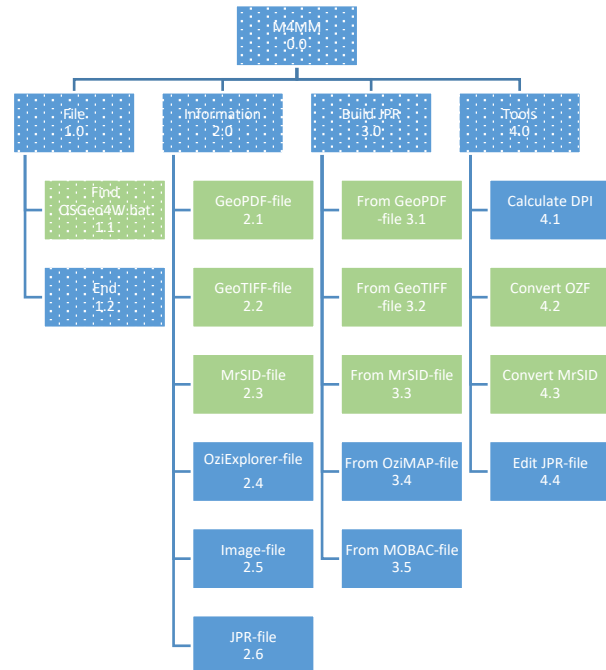 M4MM
0.0
File
1.0
Information
2.0
Build JPR
3.0
Tools
4.0
Find
OSGeo4W.bat
1.1
End
1.2
GeoPDF-file
2.1
GeoTIFF-file
2.2
MrSID-file
2.3
OziExplorer-file
2.4
Image-file
2.5
JPR-file
2.6
From GeoPDF
-file 3.1
From GeoTIFF
-file 3.2
From MrSID-file
3.3
From OziMAP-file
3.4
From MOBAC-file
3.5
Calculate DPI
4.1
Convert OZF
4.2
Convert MrSID
4.3
Edit JPR-file
4.4